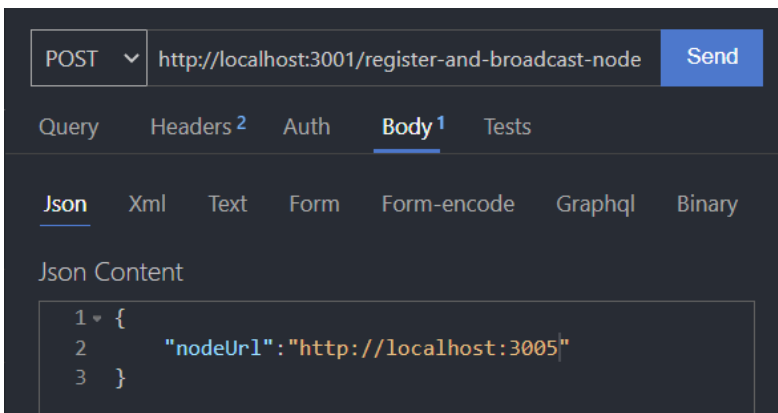 POST http://localhost:3001/register-and-broadcast-node Send
Query Headers 2 Auth Body 1 Tests
Json Xml Text Form Form-encode Graphql Binary
Json Content
1 {
2 "nodeUrl":"http://localhost:3005"
3 }